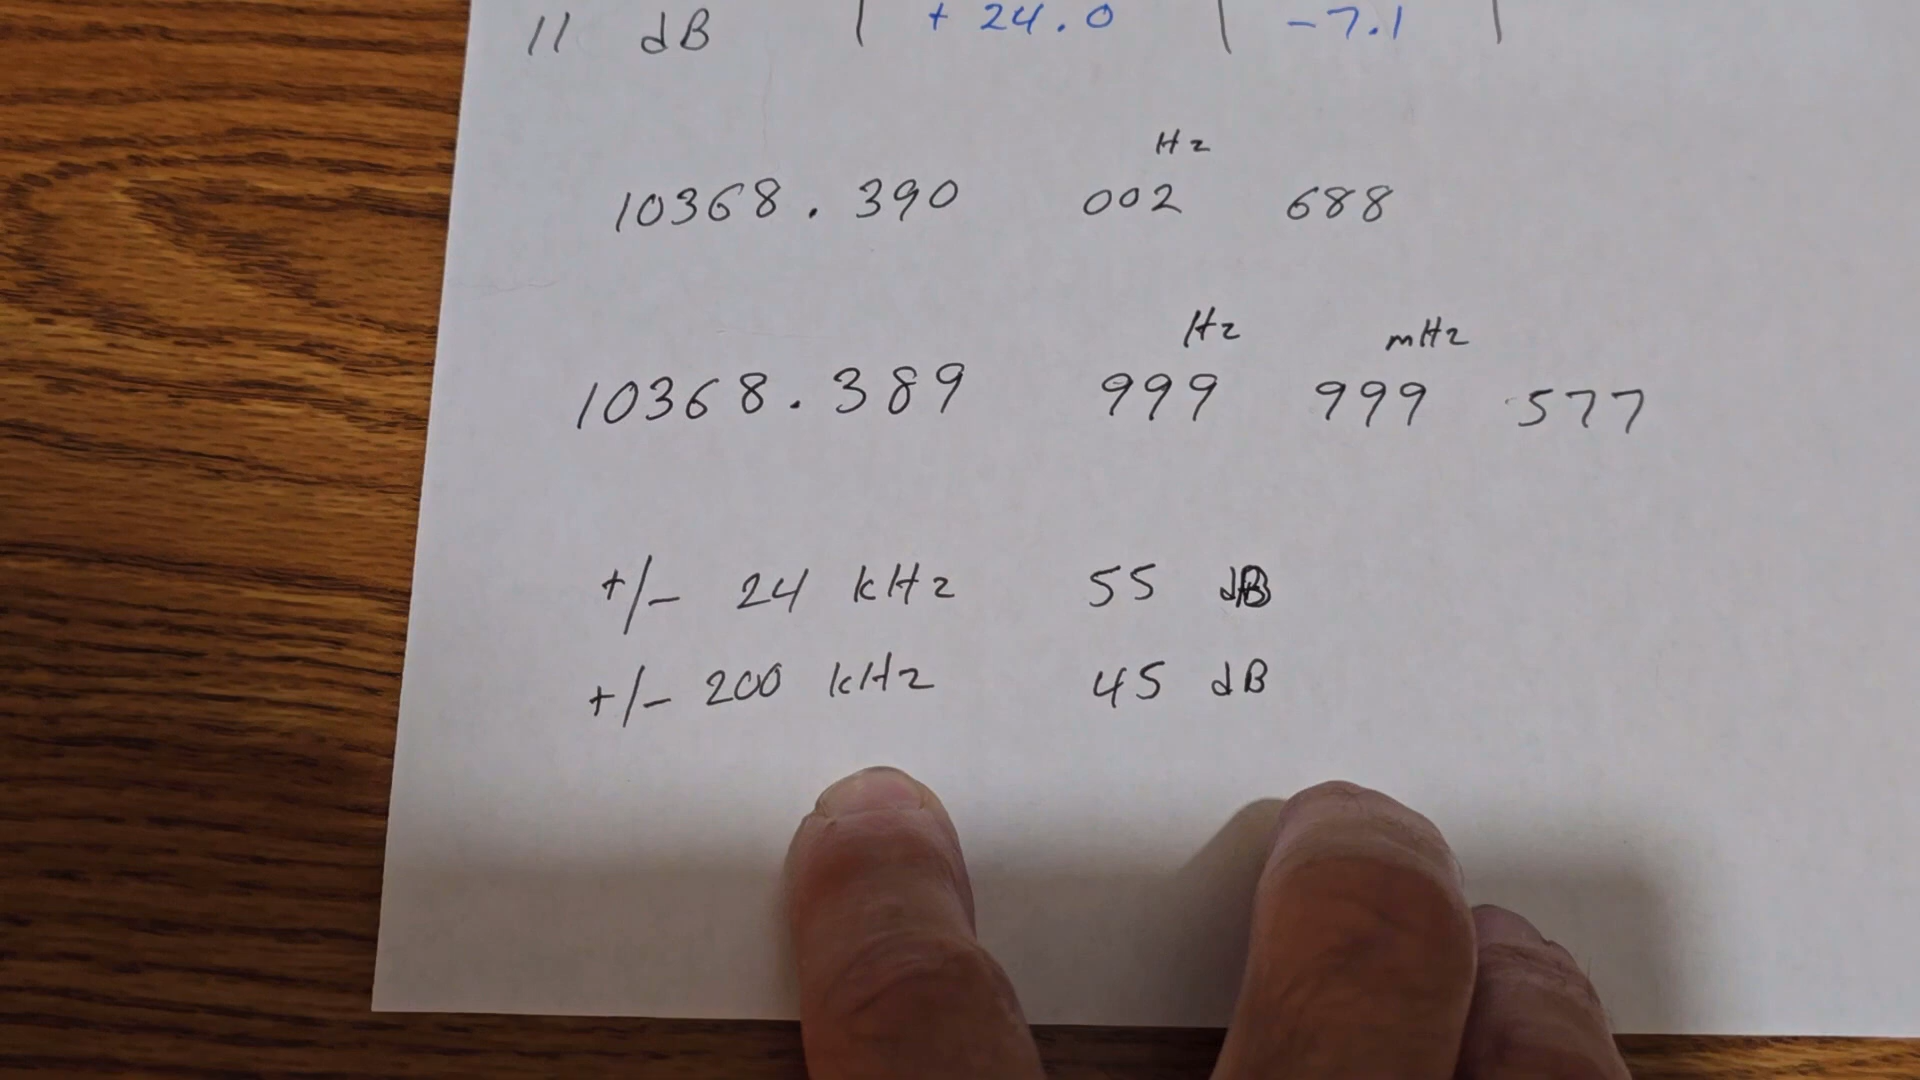 11 dB | + 24.0 | -7.1 |
Hz
10368.390 002 688
Hz mHz
10368.389 999 999 577
+/- 24 kHz 55 dB
+/- 200 kHz 45 dB